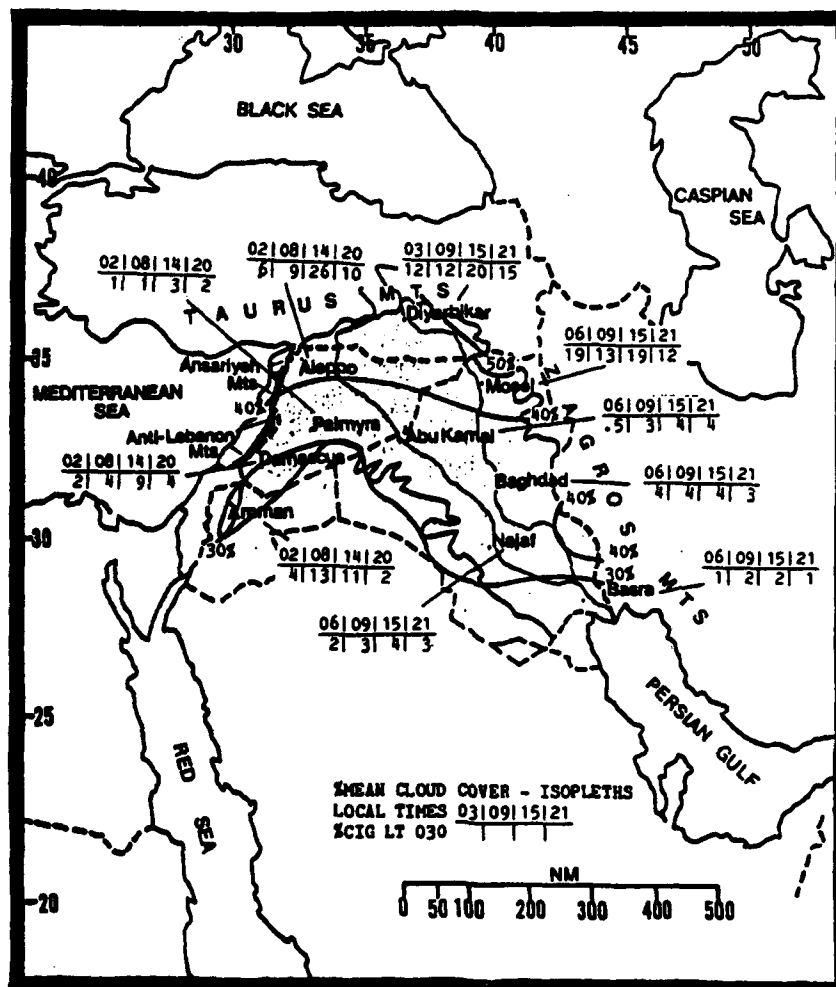 30 35 40 45 50
BLACK SEA
40
CASPIAN
SEA
02|08|14|20
1| 1| 3| 2
02|08|14|20
6| 9|26|10
03|09|15|21
12|12|20|15
TAURUS MTS
Diyarbikar
06|09|15|21
19|13|19|12
35
Ansariyeh
Mts
Aleppo
50%
Mosel
MEDITERRANEAN
SEA
40%
40%
06|09|15|21
.5| 3| 4| 4
Palmyra
Abu Kamal
Anti-Lebanon
Mts
ZAGROS MTS
02|08|14|20
2| 4| 9| 4
Damascus
Baghdad
40%
06|09|15|21
4| 4| 4| 3
Amman
30
30%
Najaf
40%
30%
02|08|14|20
4|13|11| 2
06|09|15|21
1| 2| 2| 1
Basra
06|09|15|21
2| 3| 4| 3
25
PERSIAN GULF
RED SEA
%MEAN CLOUD COVER - ISOPLETHS
LOCAL TIMES 03|09|15|21
%CIG LT 030
20
NM
0 50 100 200 300 400 500